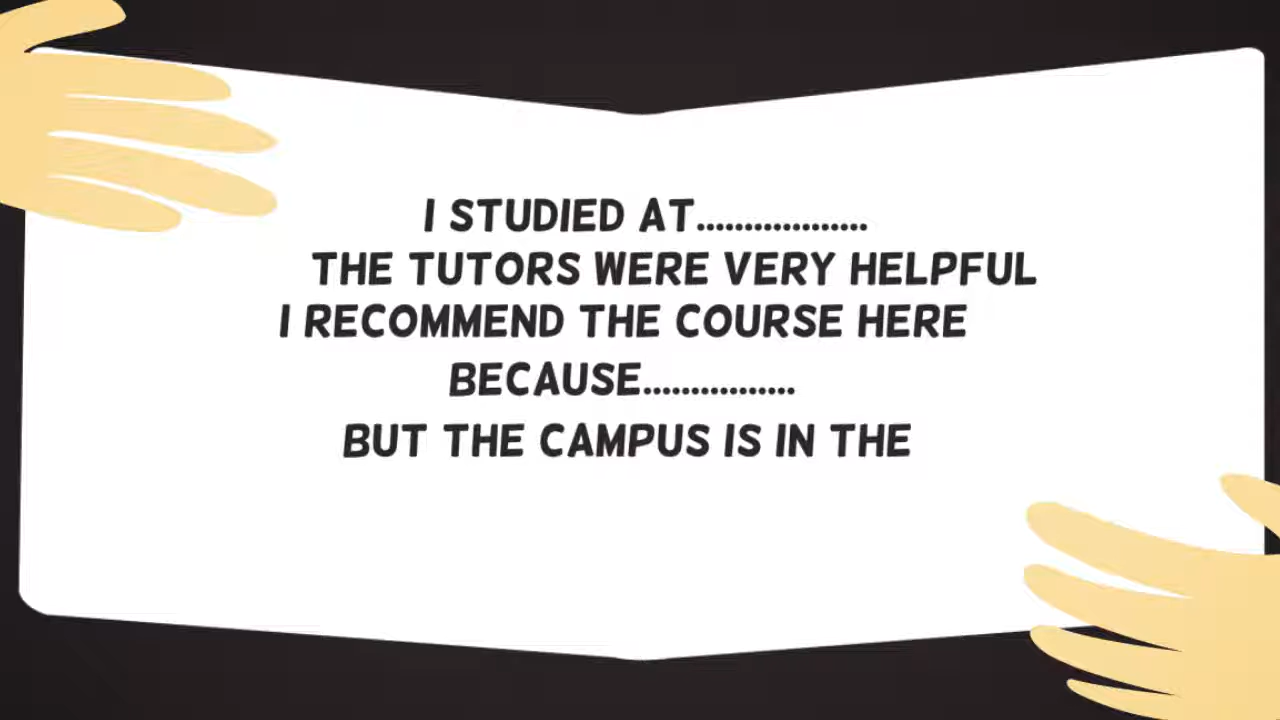 I STUDIED AT..................
THE TUTORS WERE VERY HELPFUL
I RECOMMEND THE COURSE HERE
BECAUSE................
BUT THE CAMPUS IS IN THE